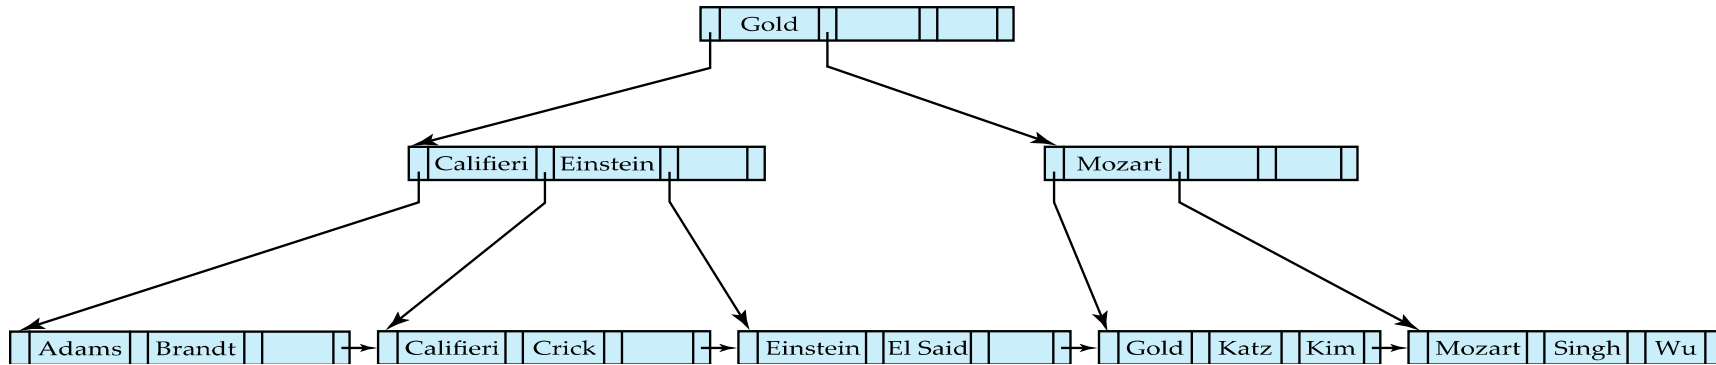 Gold
Califieri Einstein Mozart
Adams Brandt Califieri Crick Einstein El Said Gold Katz Kim Mozart Singh Wu